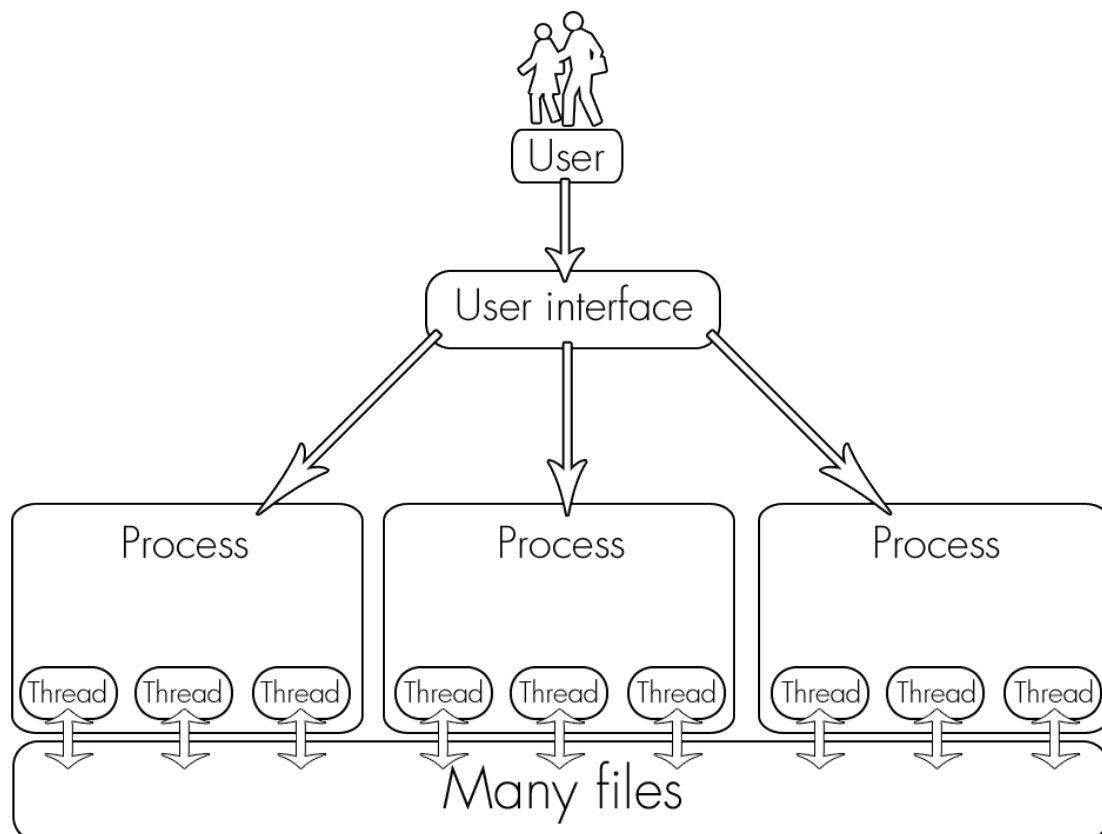 User
User interface
Process
Process
Process
Thread
Thread
Thread
Thread
Thread
Thread
Thread
Thread
Thread
Many files